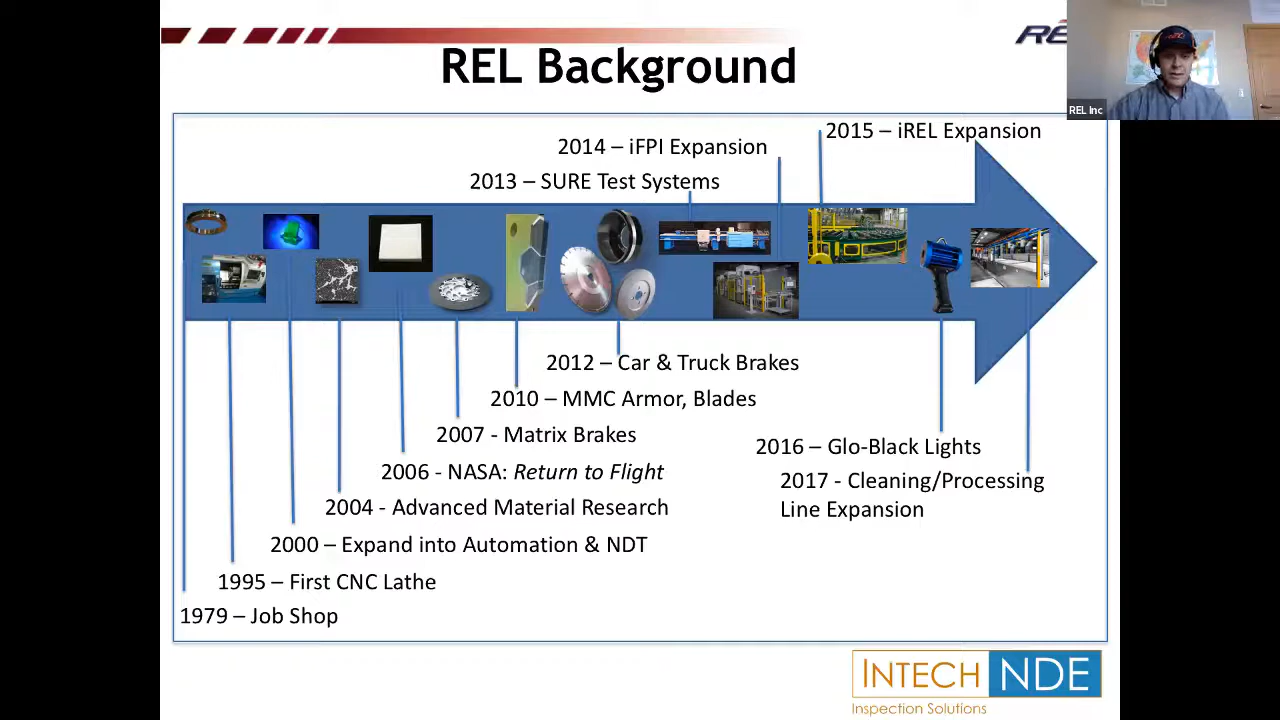 REL Background
REL Inc
2015 – iREL Expansion
2014 – iFPI Expansion
2013 – SURE Test Systems
2012 – Car & Truck Brakes
2010 – MMC Armor, Blades
2007 - Matrix Brakes
2006 - NASA: Return to Flight
2004 - Advanced Material Research
2000 – Expand into Automation & NDT
1995 – First CNC Lathe
1979 – Job Shop
2016 – Glo-Black Lights
2017 - Cleaning/Processing
Line Expansion
INTECH NDE
Inspection Solutions